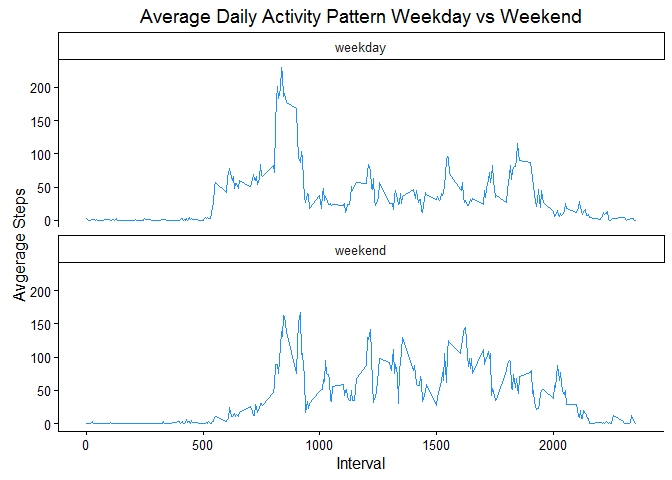 Average Daily Activity Pattern Weekday vs Weekend
weekday
200
150
100
50
0
Avgerage Steps
weekend
200
150
100
50
0
0 500 1000 1500 2000
Interval